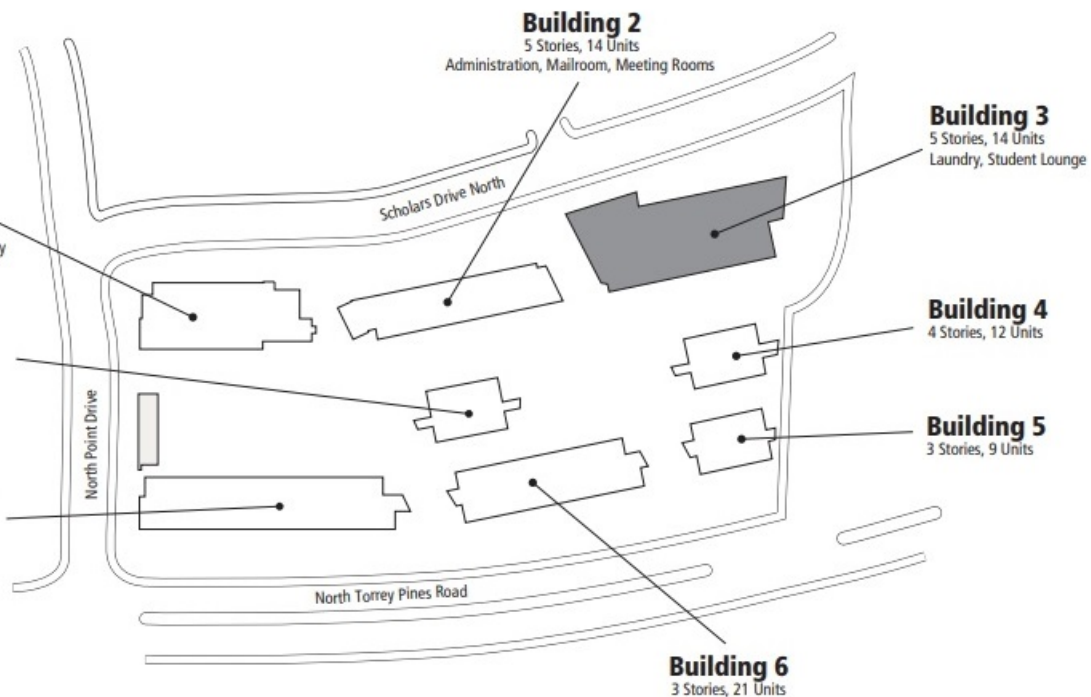 Building 2
5 Stories, 14 Units
Administration, Mailroom, Meeting Rooms
Building 3
5 Stories, 14 Units
Laundry, Student Lounge
Scholars Drive North
y
Building 4
4 Stories, 12 Units
North Point Drive
Building 5
3 Stories, 9 Units
North Torrey Pines Road
Building 6
3 Stories, 21 Units